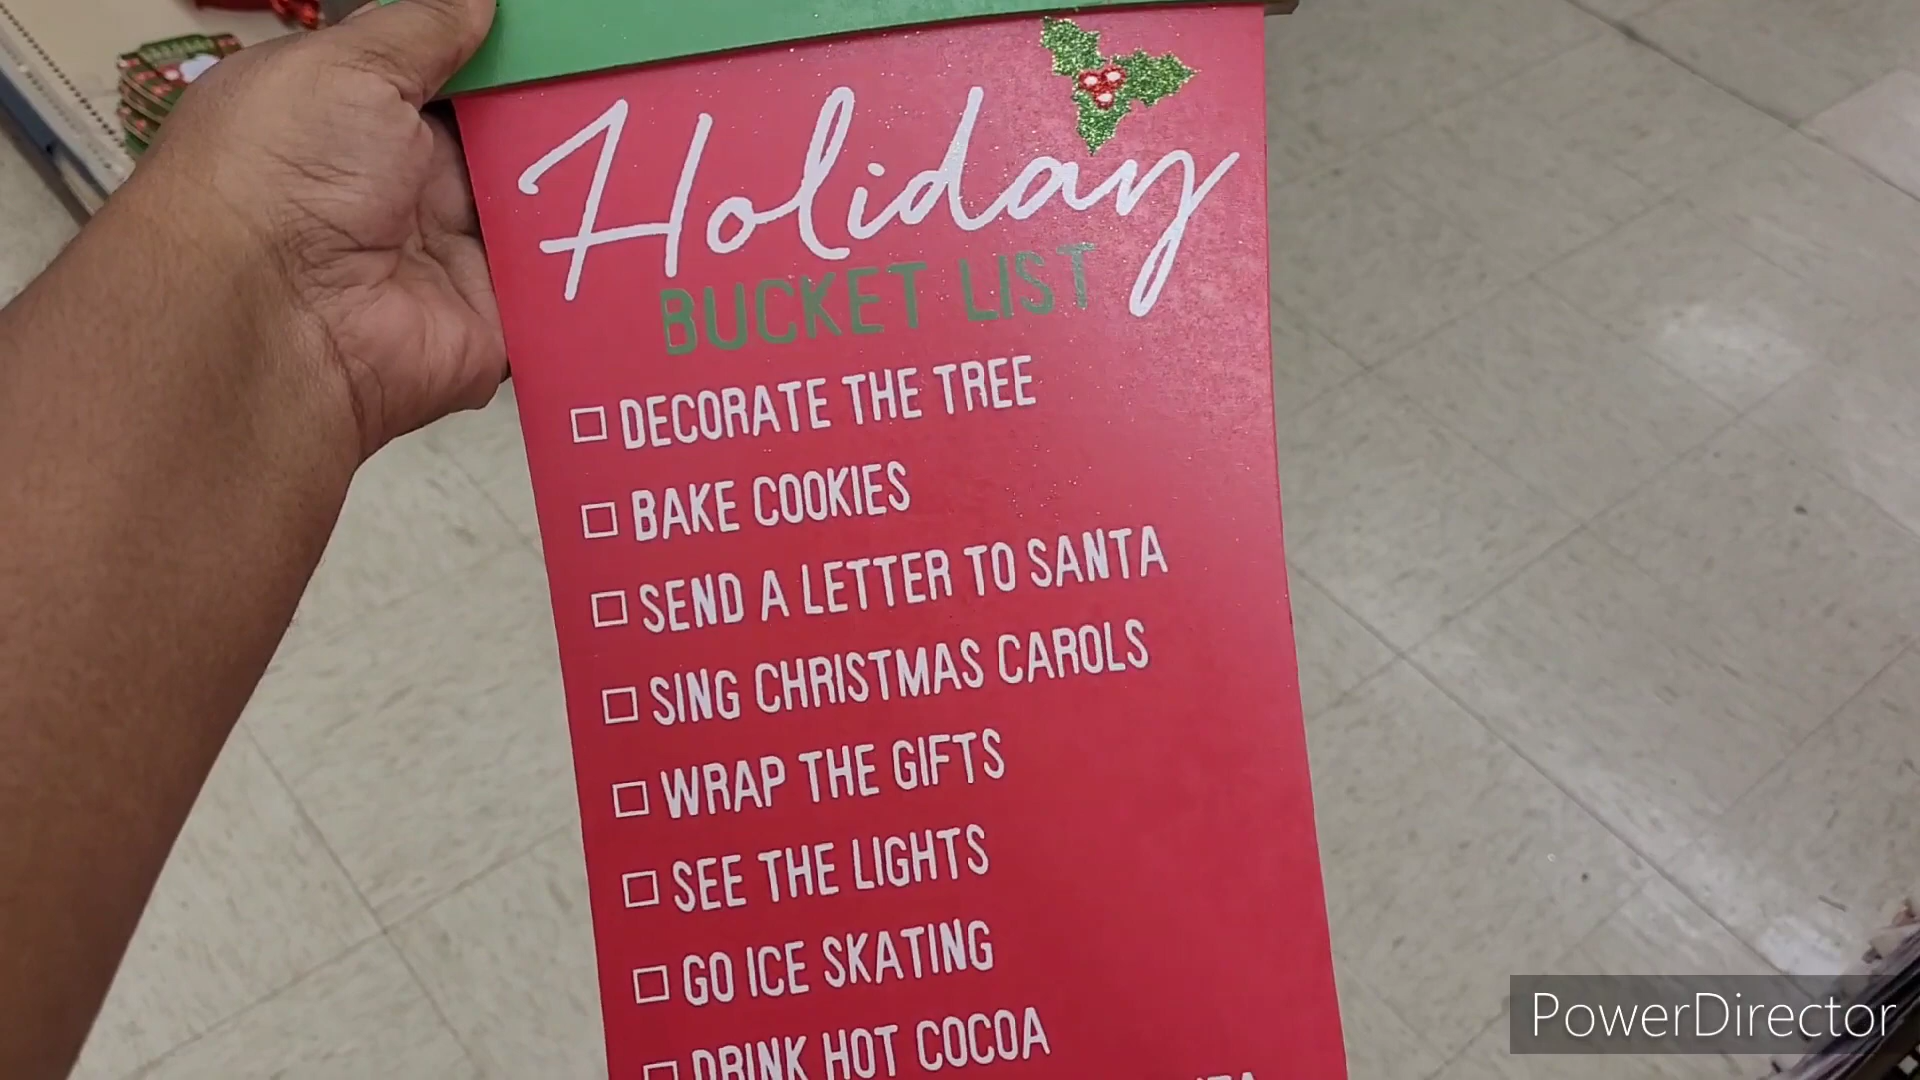 Holiday
BUCKET LIST
DECORATE THE TREE
BAKE COOKIES
SEND A LETTER TO SANTA
SING CHRISTMAS CAROLS
WRAP THE GIFTS
SEE THE LIGHTS
GO ICE SKATING
DRINK HOT COCOA
PowerDirector